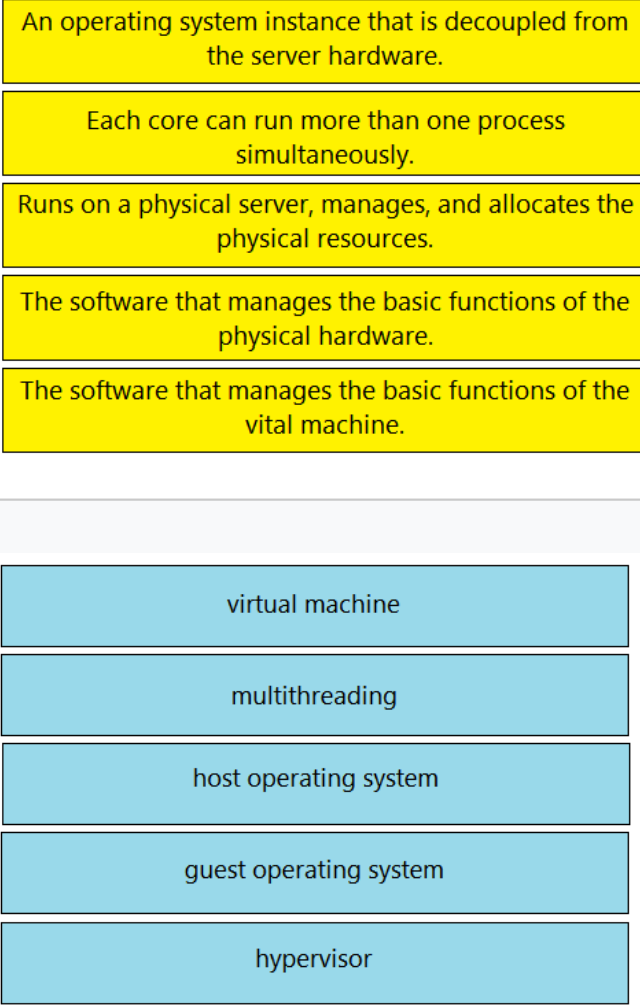 An operating system instance that is decoupled from
the server hardware.
Each core can run more than one process
simultaneously.
Runs on a physical server, manages, and allocates the
physical resources.
The software that manages the basic functions of the
physical hardware.
The software that manages the basic functions of the
vital machine.
virtual machine
multithreading
host operating system
guest operating system
hypervisor